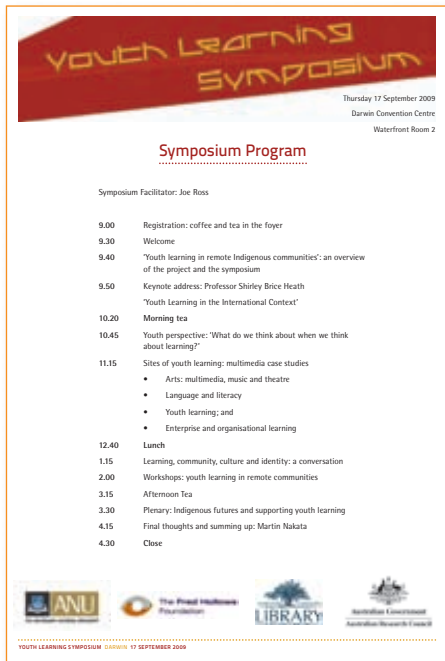 Youth Learning
Symposium
Thursday 17 September 2009
Darwin Convention Centre
Waterfront Room 2
Symposium Program
Symposium Facilitator: Joe Ross
9.00 Registration: coffee and tea in the foyer
9.30 Welcome
9.40 'Youth learning in remote Indigenous communities': an overview
of the project and the symposium
9.50 Keynote address: Professor Shirley Brice Heath
'Youth Learning in the International Context'
10.20 Morning tea
10.45 Youth perspective: 'What do we think about when we think
about learning?'
11.15 Sites of youth learning: multimedia case studies
• Arts: multimedia, music and theatre
• Language and literacy
• Youth learning; and
• Enterprise and organisational learning
12.40 Lunch
1.15 Learning, community, culture and identity: a conversation
2.00 Workshops: youth learning in remote communities
3.15 Afternoon Tea
3.30 Plenary: Indigenous futures and supporting youth learning
4.15 Final thoughts and summing up: Martin Nakata
4.30 Close
ANU
The Fred Hollows
Foundation
LIBRARY
Australian Government
Australian Research Council
YOUTH LEARNING SYMPOSIUM DARWIN 17 SEPTEMBER 2009